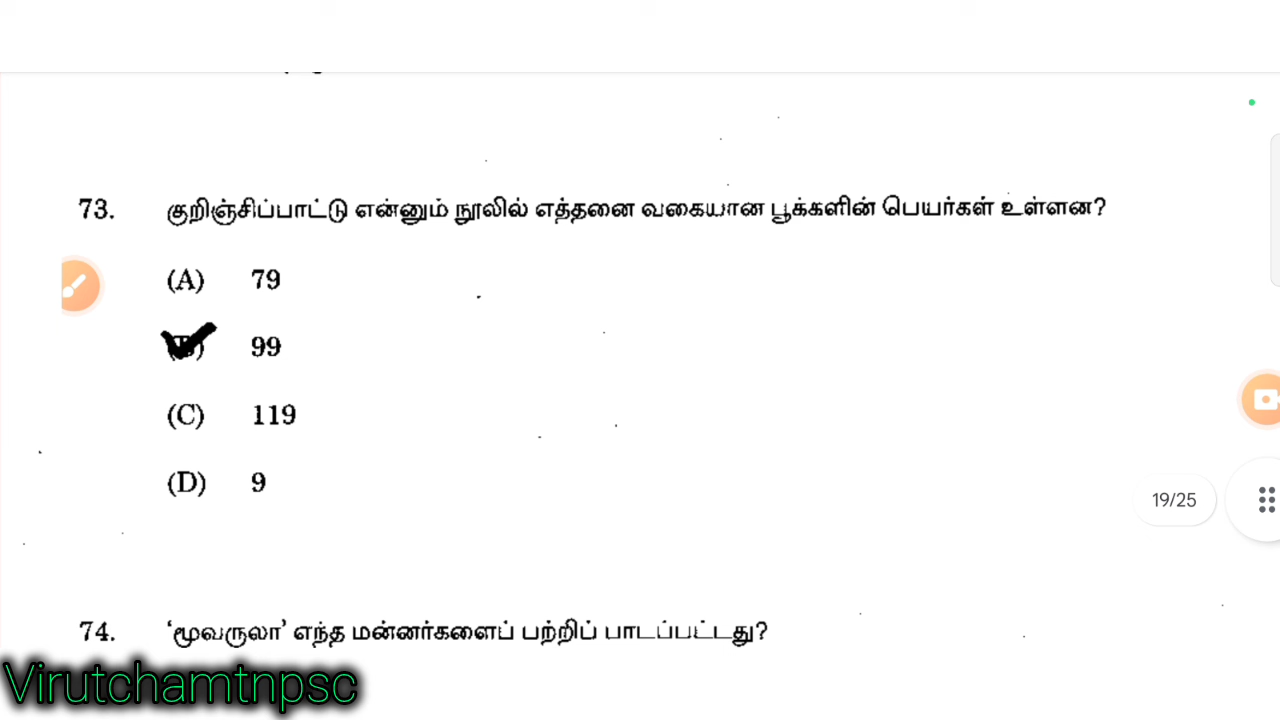 73. குறிஞ்சிப்பாட்டு என்னும் நூலில் எத்தனை வகையான பூக்களின் பெயர்கள் உள்ளன?
(A) 79
99
(C) 119
(D) 9
19/25
74. 'மூவருலா' எந்த மன்னர்களைப் பற்றிப் பாடப்பட்டது?
Virutchamtnpsc